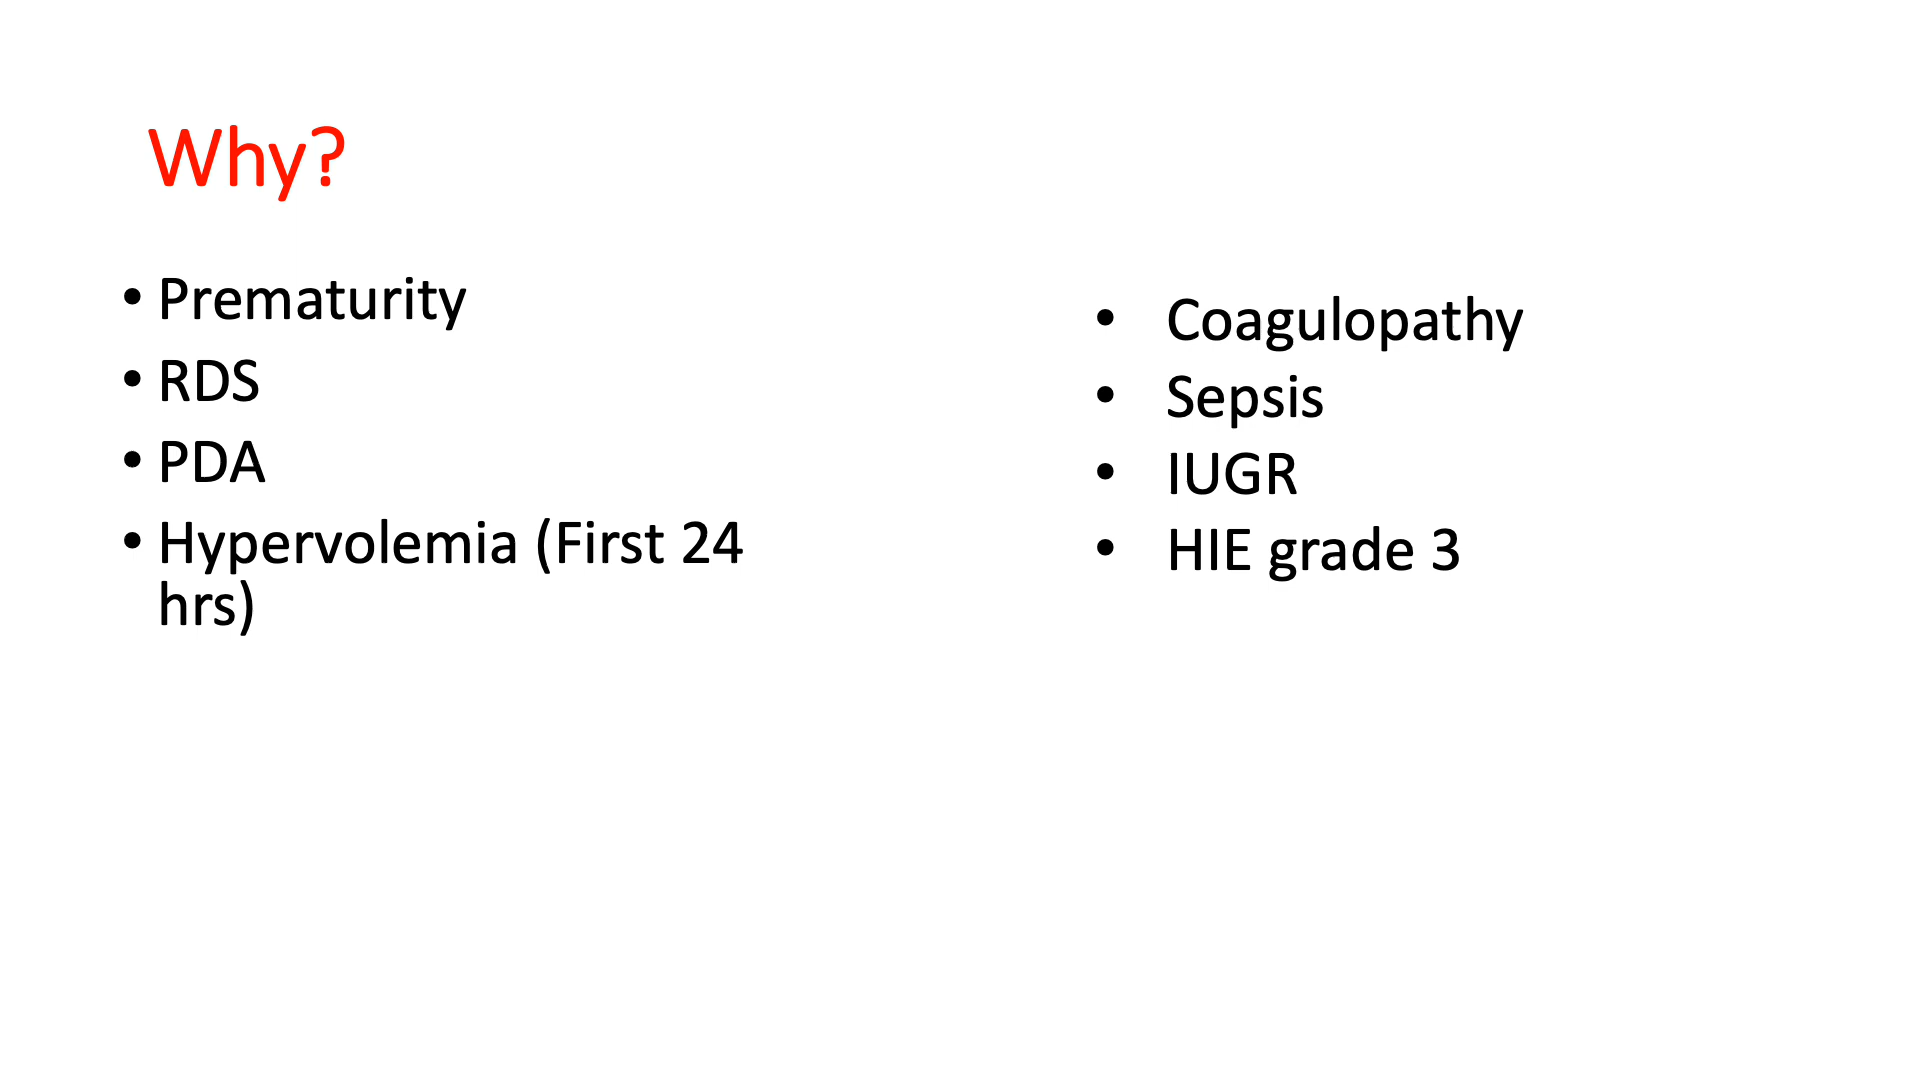 Why?
• Prematurity
• RDS
• PDA
• Hypervolemia (First 24
hrs)
• Coagulopathy
• Sepsis
• IUGR
• HIE grade 3